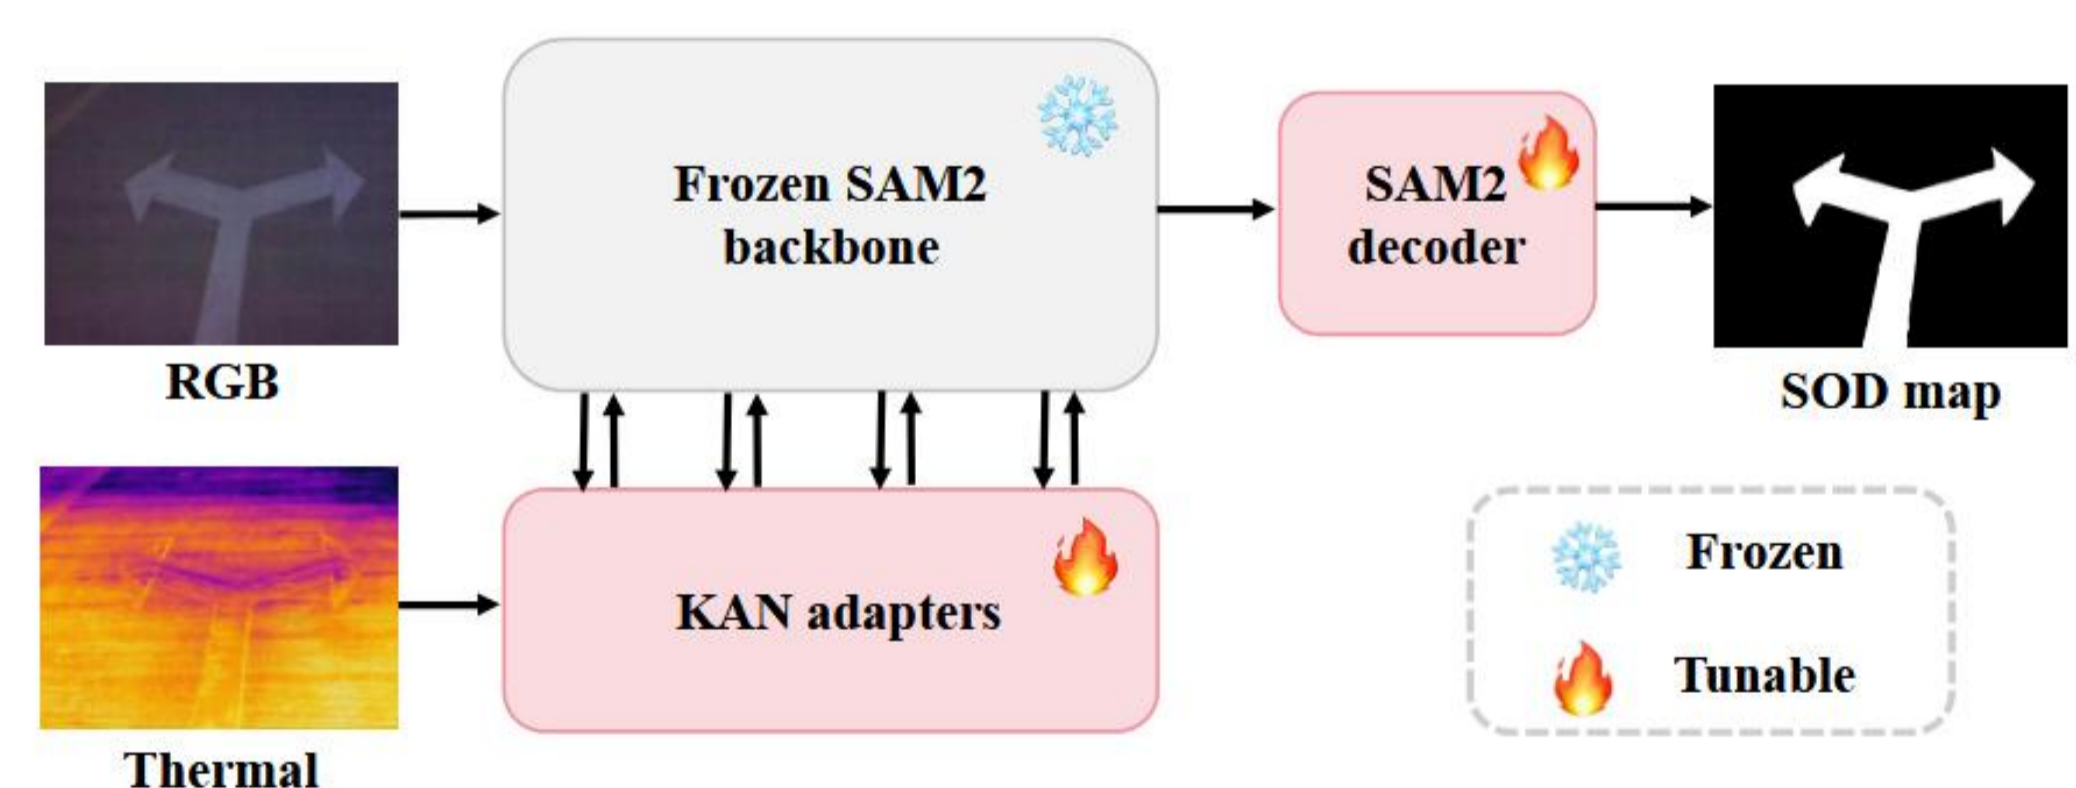 Frozen SAM2
backbone
SAM2
decoder
RGB
SOD map
KAN adapters
Thermal
Frozen
Tunable